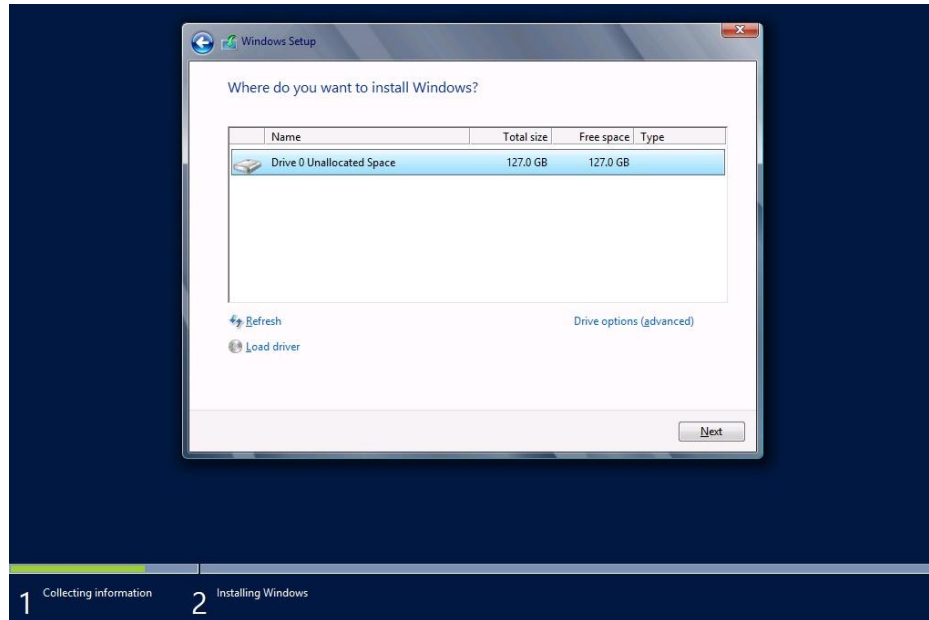 Windows Setup
Where do you want to install Windows?
Name Total size Free space Type
Drive 0 Unallocated Space 127.0 GB 127.0 GB
Refresh Drive options (advanced)
Load driver
Next
1 Collecting information 2 Installing Windows